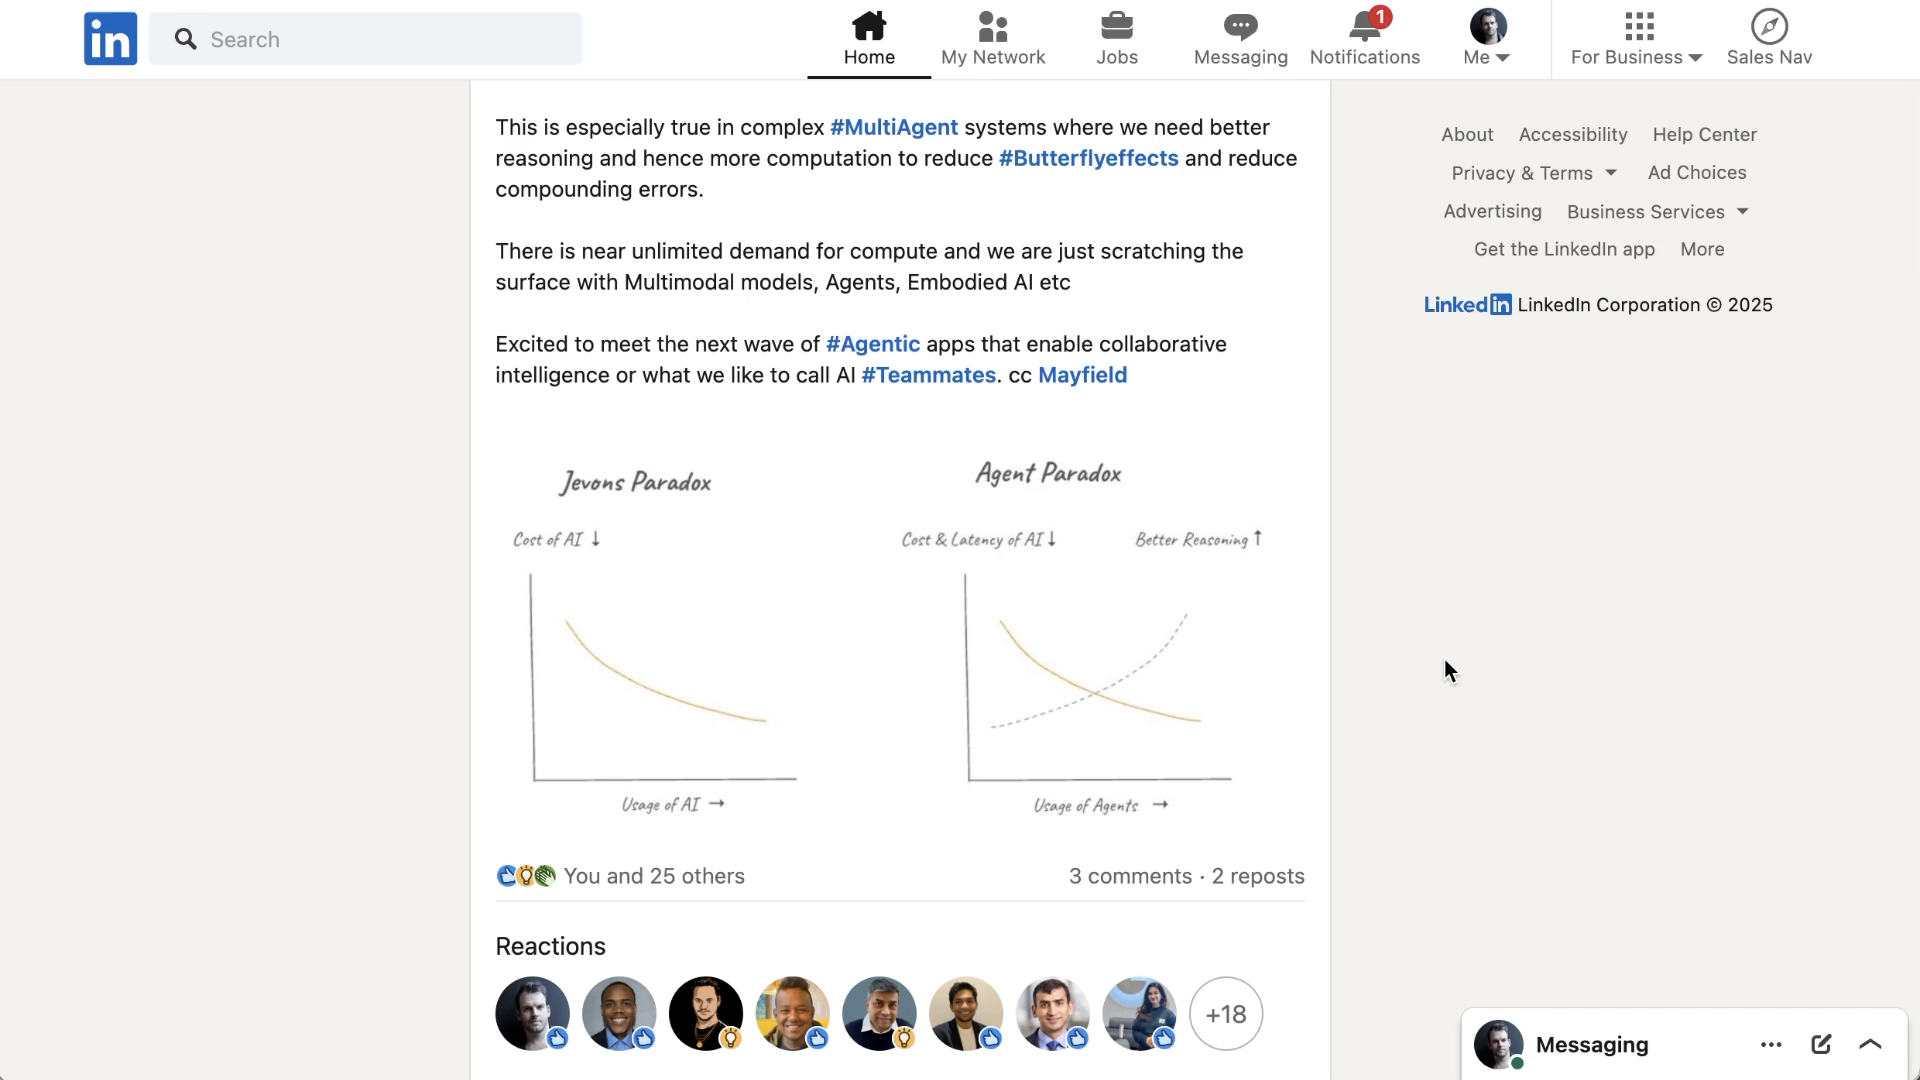 in
Search
Home
My Network
Jobs
Messaging
1
Notifications
Me
For Business
Sales Nav
This is especially true in complex #MultiAgent systems where we need better
reasoning and hence more computation to reduce #Butterflyeffects and reduce
compounding errors.
There is near unlimited demand for compute and we are just scratching the
surface with Multimodal models, Agents, Embodied AI etc
Excited to meet the next wave of #Agentic apps that enable collaborative
intelligence or what we like to call AI #Teammates. cc Mayfield
Jevons Paradox
Cost of AI ↓
Usage of AI →
Agent Paradox
Cost & Latency of AI ↓
Better Reasoning ↑
Usage of Agents →
You and 25 others
3 comments · 2 reposts
Reactions
+18
About Accessibility Help Center
Privacy & Terms Ad Choices
Advertising Business Services
Get the LinkedIn app More
LinkedIn LinkedIn Corporation © 2025
Messaging